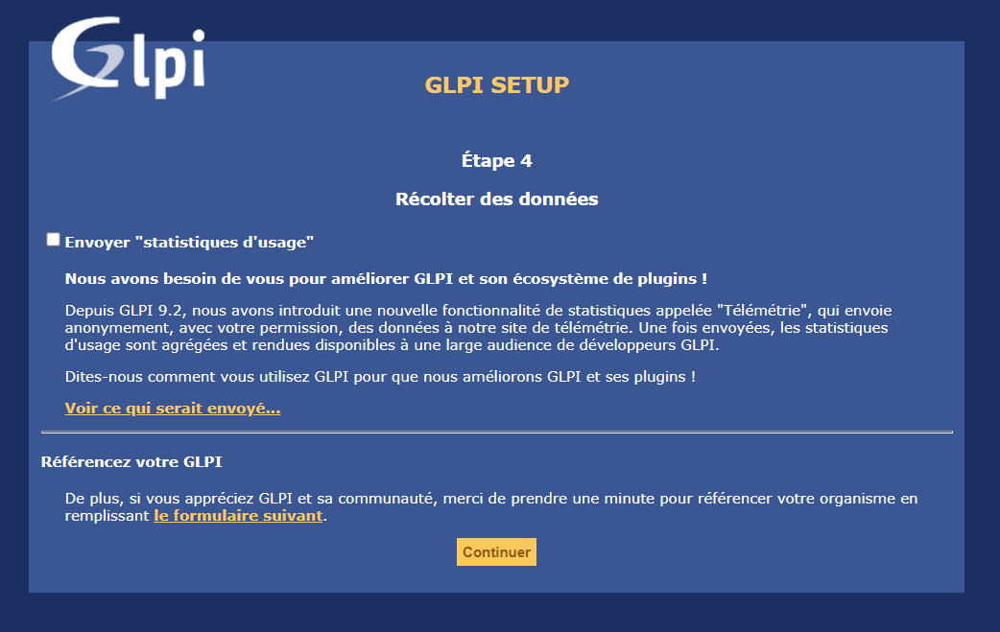 Glpi
GLPI SETUP
Étape 4
Récolter des données
Envoyer "statistiques d'usage"
Nous avons besoin de vous pour améliorer GLPI et son écosystème de plugins !
Depuis GLPI 9.2, nous avons introduit une nouvelle fonctionnalité de statistiques appelée "Télémétrie", qui envoie
anonymement, avec votre permission, des données à notre site de télémétrie. Une fois envoyées, les statistiques
d'usage sont agrégées et rendues disponibles à une large audience de développeurs GLPI.
Dites-nous comment vous utilisez GLPI pour que nous améliorons GLPI et ses plugins !
Voir ce qui serait envoyé...
Référencez votre GLPI
De plus, si vous appréciez GLPI et sa communauté, merci de prendre une minute pour référencer votre organisme en
remplissant le formulaire suivant.
Continuer